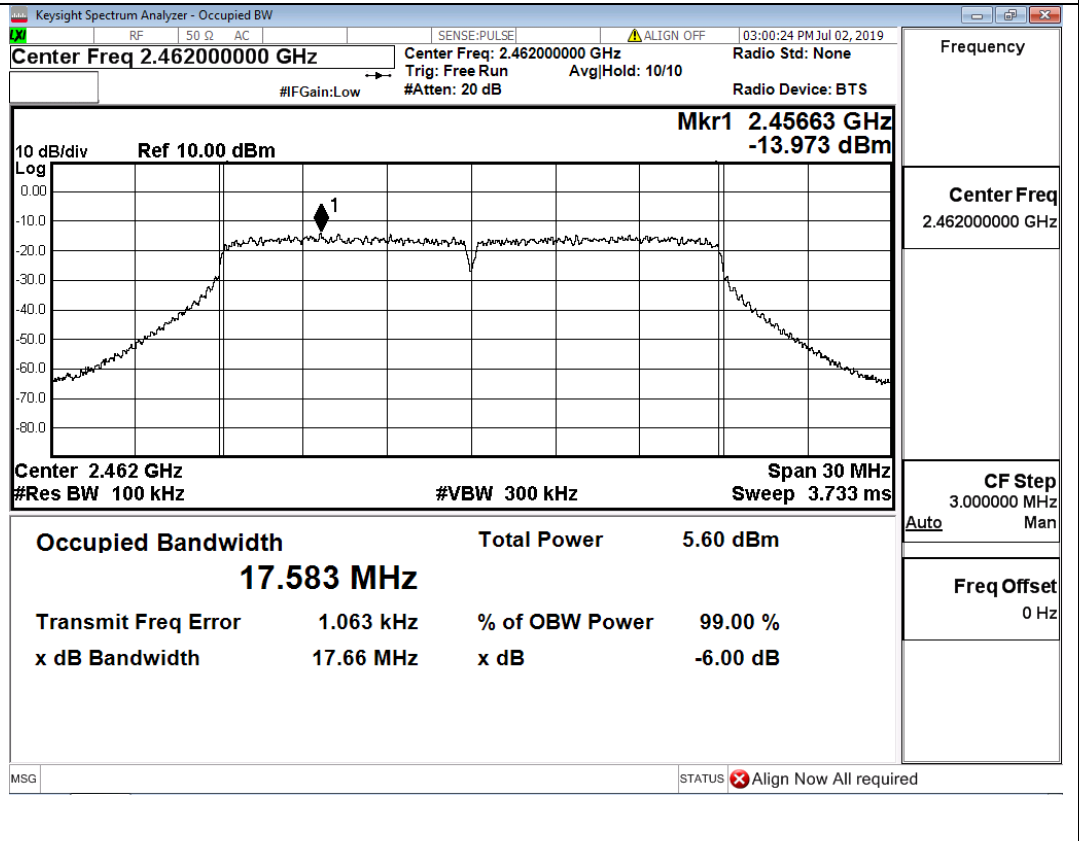 Keysight Spectrum Analyzer - Occupied BW
LXI RF 50 Ω AC SENSE:PULSE ALIGN OFF 03:00:24 PM Jul 02, 2019
Center Freq 2.462000000 GHz
Center Freq: 2.462000000 GHz Radio Std: None
Trig: Free Run Avg|Hold: 10/10
#IFGain:Low #Atten: 20 dB Radio Device: BTS
Mkr1 2.45663 GHz
-13.973 dBm
10 dB/div Ref 10.00 dBm
Log
0.00
1
-10.0
-20.0
-30.0
-40.0
-50.0
-60.0
-70.0
-80.0
Center 2.462 GHz Span 30 MHz
#Res BW 100 kHz #VBW 300 kHz Sweep 3.733 ms
Occupied Bandwidth Total Power 5.60 dBm
17.583 MHz
Transmit Freq Error 1.063 kHz % of OBW Power 99.00 %
x dB Bandwidth 17.66 MHz x dB -6.00 dB
Frequency
Center Freq
2.462000000 GHz
CF Step
3.000000 MHz
Auto Man
Freq Offset
0 Hz
MSG STATUS Align Now All required